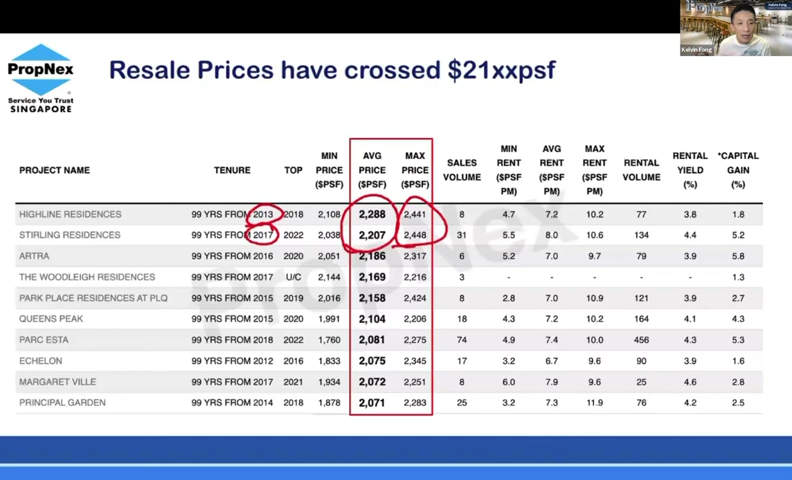 PropNex
Kelvin Fong
Kelvin Fong
PropNex
Service You Trust
SINGAPORE
Resale Prices have crossed $21xxpsf
PROJECT NAME TENURE TOP MIN PRICE ($PSF) AVG PRICE ($PSF) MAX PRICE ($PSF) SALES VOLUME MIN RENT ($PSF PM) AVG RENT ($PSF PM) MAX RENT ($PSF PM) RENTAL VOLUME RENTAL YIELD (%) *CAPITAL GAIN (%)
HIGHLINE RESIDENCES 99 YRS FROM 2013 2018 2,108 2,288 2,441 8 4.7 7.2 10.2 77 3.8 1.8
STIRLING RESIDENCES 99 YRS FROM 2017 2022 2,038 2,207 2,448 31 5.5 8.0 10.6 134 4.4 5.2
ARTRA 99 YRS FROM 2016 2020 2,051 2,186 2,317 6 5.2 7.0 9.7 79 3.9 5.8
THE WOODLEIGH RESIDENCES 99 YRS FROM 2017 U/C 2,144 2,169 2,216 3 - - - - - 1.3
PARK PLACE RESIDENCES AT PLQ 99 YRS FROM 2015 2019 2,016 2,158 2,424 8 2.8 7.0 10.9 121 3.9 2.7
QUEENS PEAK 99 YRS FROM 2015 2020 1,991 2,104 2,206 18 4.3 7.2 10.2 164 4.1 4.3
PARC ESTA 99 YRS FROM 2018 2022 1,760 2,081 2,275 74 4.9 7.4 10.0 456 4.3 5.3
ECHELON 99 YRS FROM 2012 2016 1,833 2,075 2,345 17 3.2 6.7 9.6 90 3.9 1.6
MARGARET VILLE 99 YRS FROM 2017 2021 1,934 2,072 2,251 8 6.0 7.9 9.6 25 4.6 2.8
PRINCIPAL GARDEN 99 YRS FROM 2014 2018 1,878 2,071 2,283 25 3.2 7.3 11.9 76 4.2 2.5
PropNex